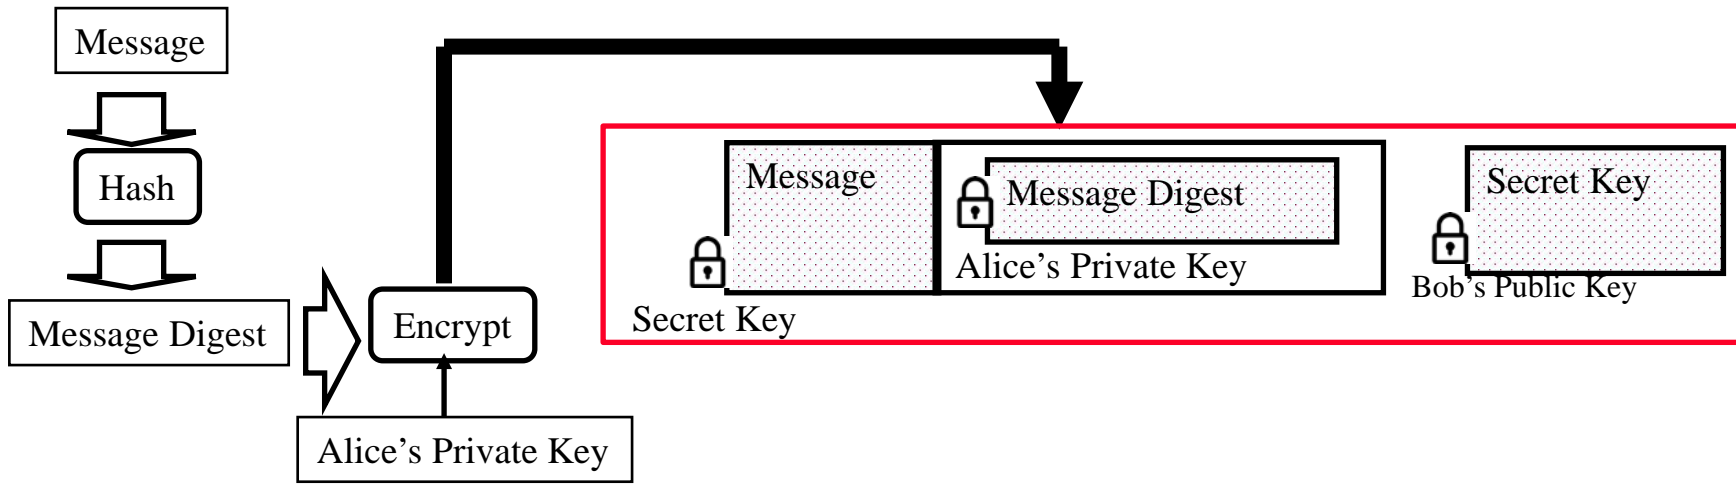 Message
Hash
Message Digest
Encrypt
Alice’s Private Key
Message
Message Digest
Alice’s Private Key
Secret Key
Secret Key
Bob’s Public Key